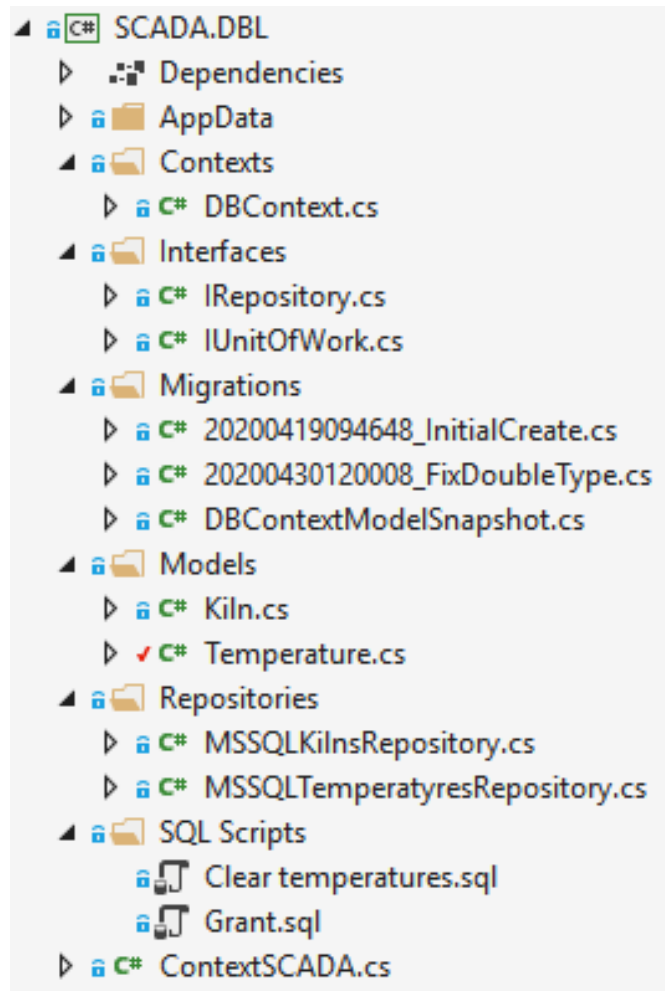 C# SCADA.DBL
Dependencies
AppData
Contexts
C# DBContext.cs
Interfaces
C# IRepository.cs
C# IUnitOfWork.cs
Migrations
C# 20200419094648_InitialCreate.cs
C# 20200430120008_FixDoubleType.cs
C# DBContextModelSnapshot.cs
Models
C# Kiln.cs
C# Temperature.cs
Repositories
C# MSSQLKilnsRepository.cs
C# MSSQLTemperatyresRepository.cs
SQL Scripts
Clear temperatures.sql
Grant.sql
C# ContextSCADA.cs